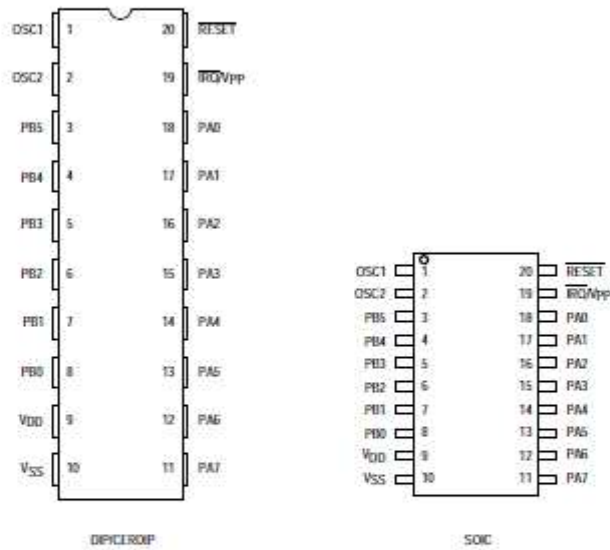 OSC1 1 20 RESET
OSC2 2 19 IRQ/VPP
PB5 3 18 PA0
PB4 4 17 PA1
PB3 5 16 PA2
PB2 6 15 PA3
PB1 7 14 PA4
PB0 8 13 PA5
VDD 9 12 PA6
VSS 10 11 PA7
DIP/CERDIP
OSC1 1 20 RESET
OSC2 2 19 IRQ/VPP
PB5 3 18 PA0
PB4 4 17 PA1
PB3 5 16 PA2
PB2 6 15 PA3
PB1 7 14 PA4
PB0 8 13 PA5
VDD 9 12 PA6
VSS 10 11 PA7
SOIC